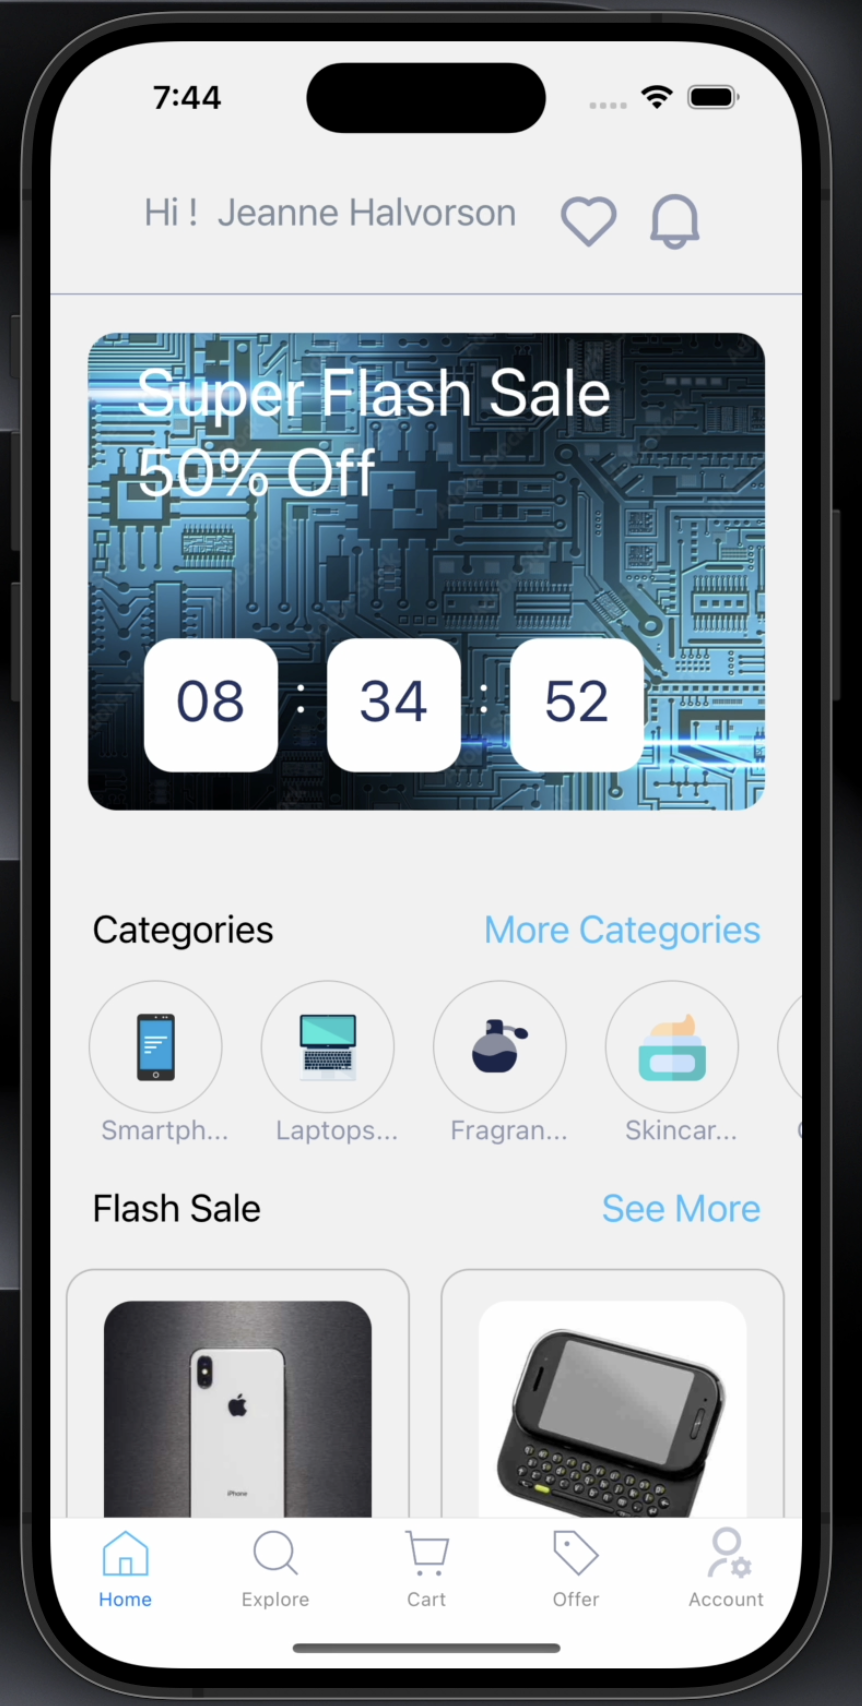 7:44
Hi ! Jeanne Halvorson
Super Flash Sale
50% Off
08 : 34 : 52
Categories
More Categories
Smartph...
Laptops...
Fragran...
Skincar...
Flash Sale
See More
iPhone
Home
Explore
Cart
Offer
Account